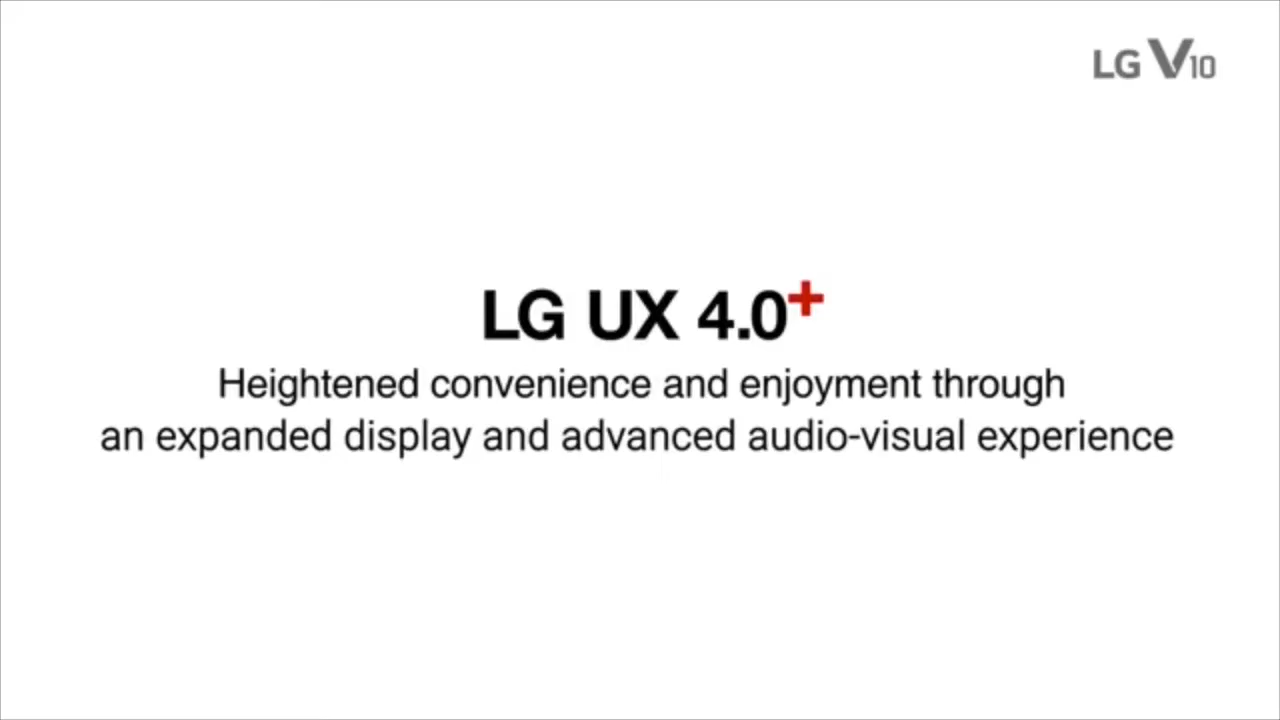 LG V10
LG UX 4.0+
Heightened convenience and enjoyment through
an expanded display and advanced audio-visual experience